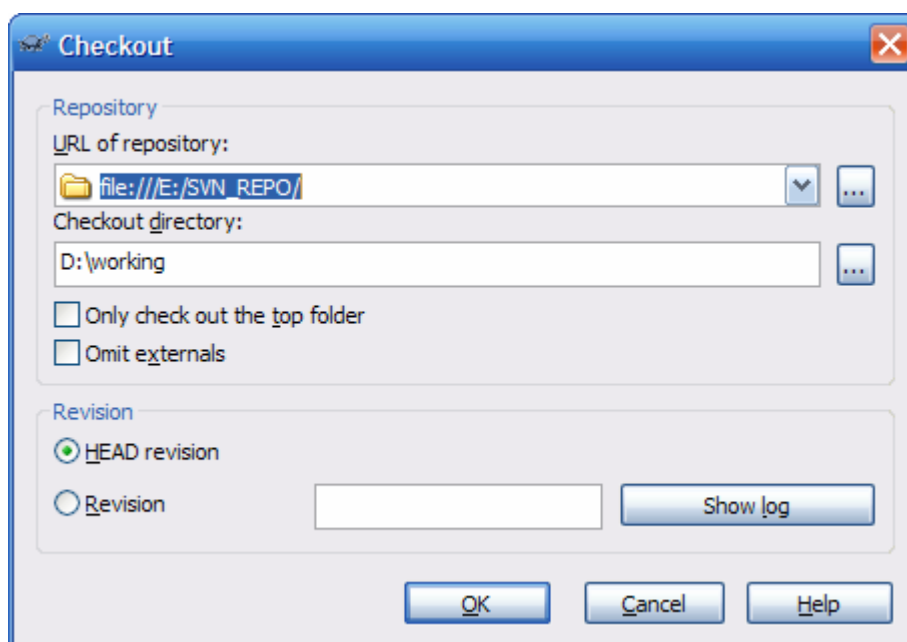 Checkout
Repository
URL of repository:
file:///E:/SVN_REPO/
...
Checkout directory:
D:\working
...
Only check out the top folder
Omit externals
Revision
HEAD revision
Revision
Show log
OK Cancel Help